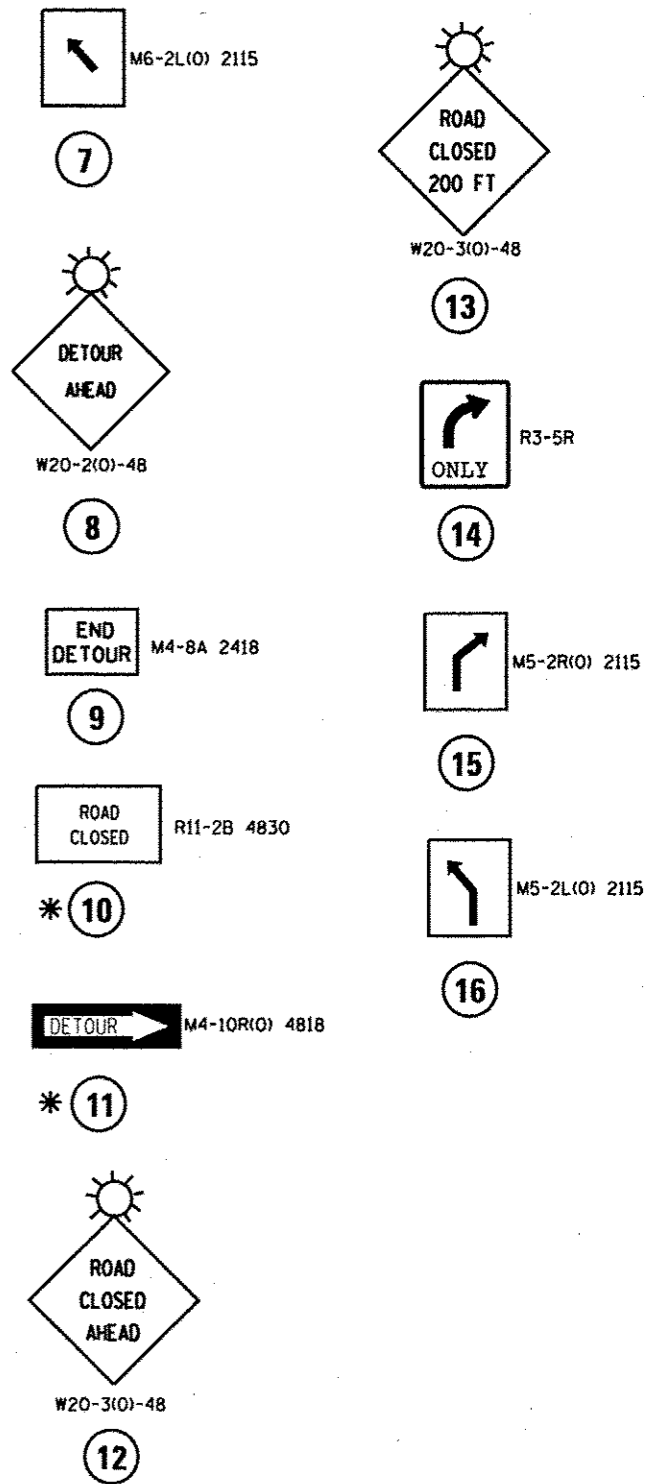 M6-2L(O) 2115
7
DETOUR
AHEAD
W20-2(O)-48
8
END
DETOUR
M4-8A 2418
9
ROAD
CLOSED
R11-2B 4830
* 10
DETOUR
M4-10R(O) 4818
* 11
ROAD
CLOSED
AHEAD
W20-3(O)-48
12
ROAD
CLOSED
200 FT
W20-3(O)-48
13
ONLY
R3-5R
14
M5-2R(O) 2115
15
M5-2L(O) 2115
16